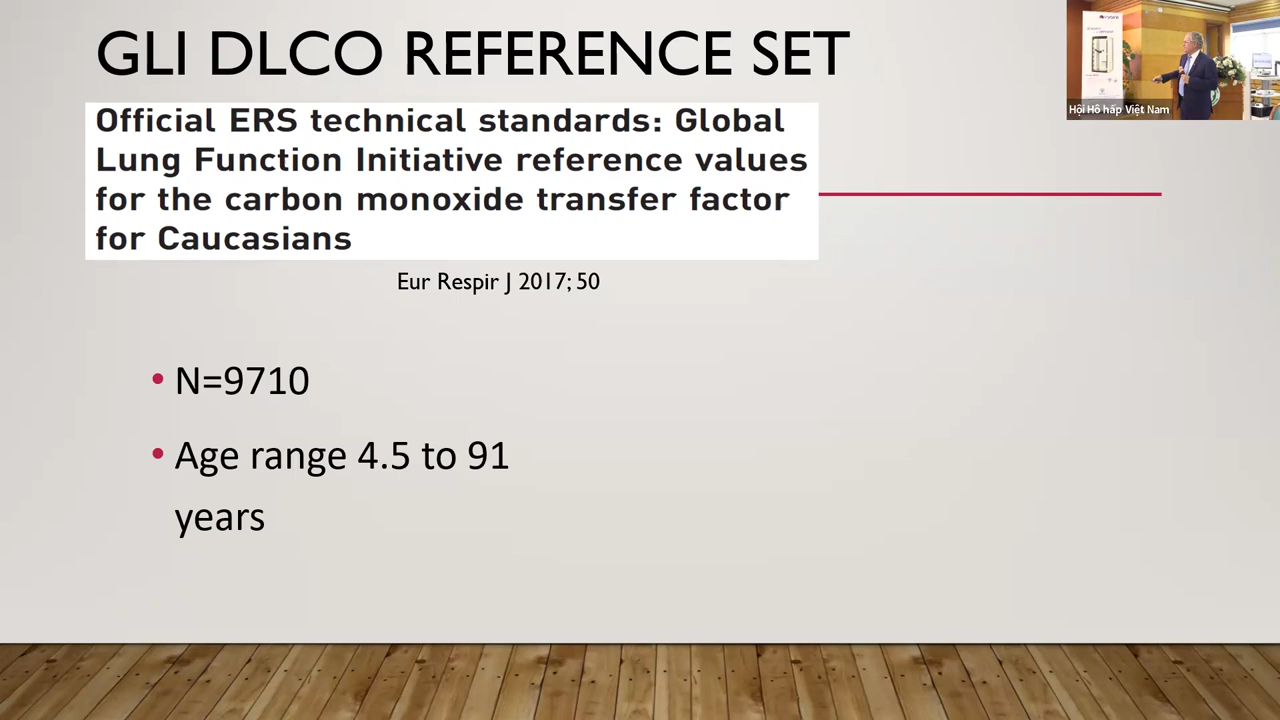 GLI DLCO REFERENCE SET
Official ERS technical standards: Global
Lung Function Initiative reference values
for the carbon monoxide transfer factor
for Caucasians
Eur Respir J 2017; 50
• N=9710
• Age range 4.5 to 91
years
Hội Hô hấp Việt Nam